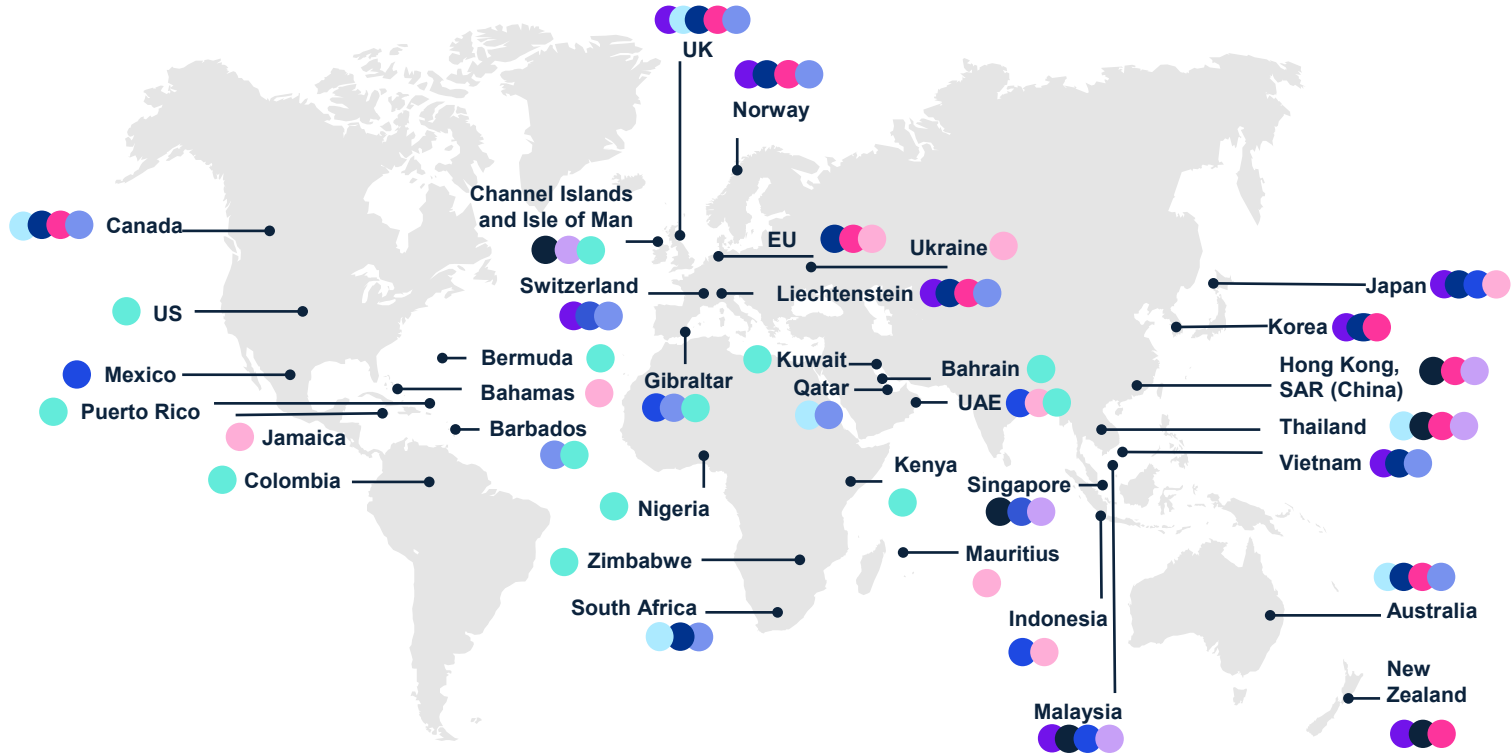 UK
Norway
Channel Islands
and Isle of Man
Canada
EU
Ukraine
Switzerland
Liechtenstein
Japan
US
Korea
Bermuda
Kuwait
Hong Kong,
SAR (China)
Bahrain
Mexico
Gibraltar
Qatar
Bahamas
UAE
Puerto Rico
Jamaica
Barbados
Thailand
Vietnam
Colombia
Kenya
Singapore
Nigeria
Zimbabwe
Mauritius
South Africa
Indonesia
Australia
New
Zealand
Malaysia